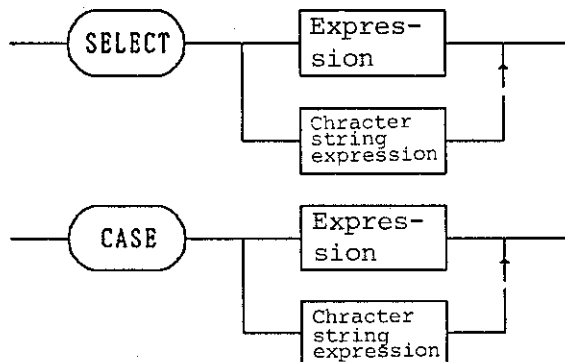 SELECT
Expres-
sion
Chracter
string
expression
CASE
Expres-
sion
Chracter
string
expression